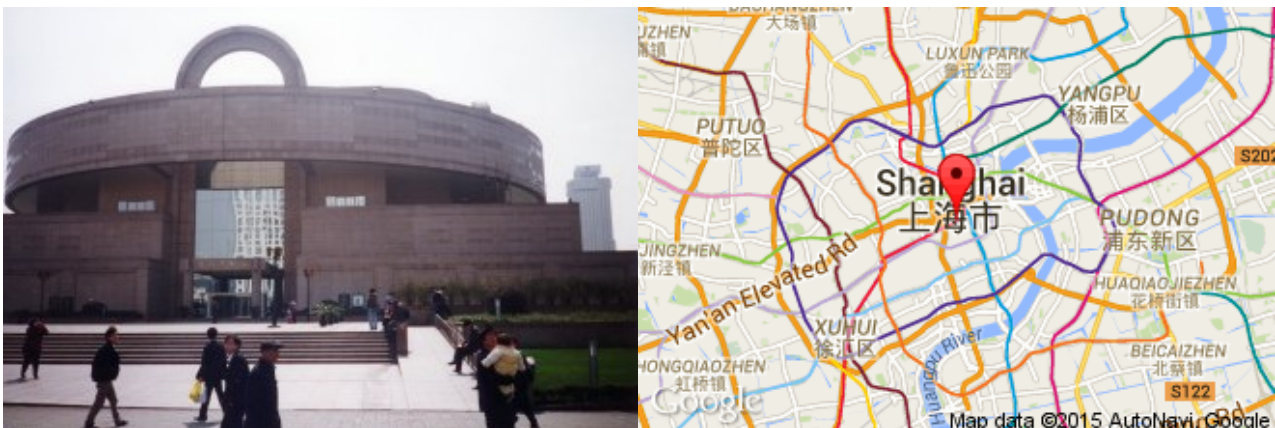 DACHANGZHEN
大场镇
UZHEN
镇
LUXUN PARK
鲁迅公园
YANGPU
杨浦区
PUTUO
普陀区
S202
Shanghai
上海市
PUDONG
浦东新区
JINGZHEN
新泾镇
Yan'an Elevated Rd
HUAQIAOJIEZHEN
花桥街镇
XUHUI
徐汇区
Huangpu River
BEICAIZHEN
北蔡镇
HONGQIAOZHEN
虹桥镇
S122
Google
Map data ©2015 AutoNavi, Google
Rd